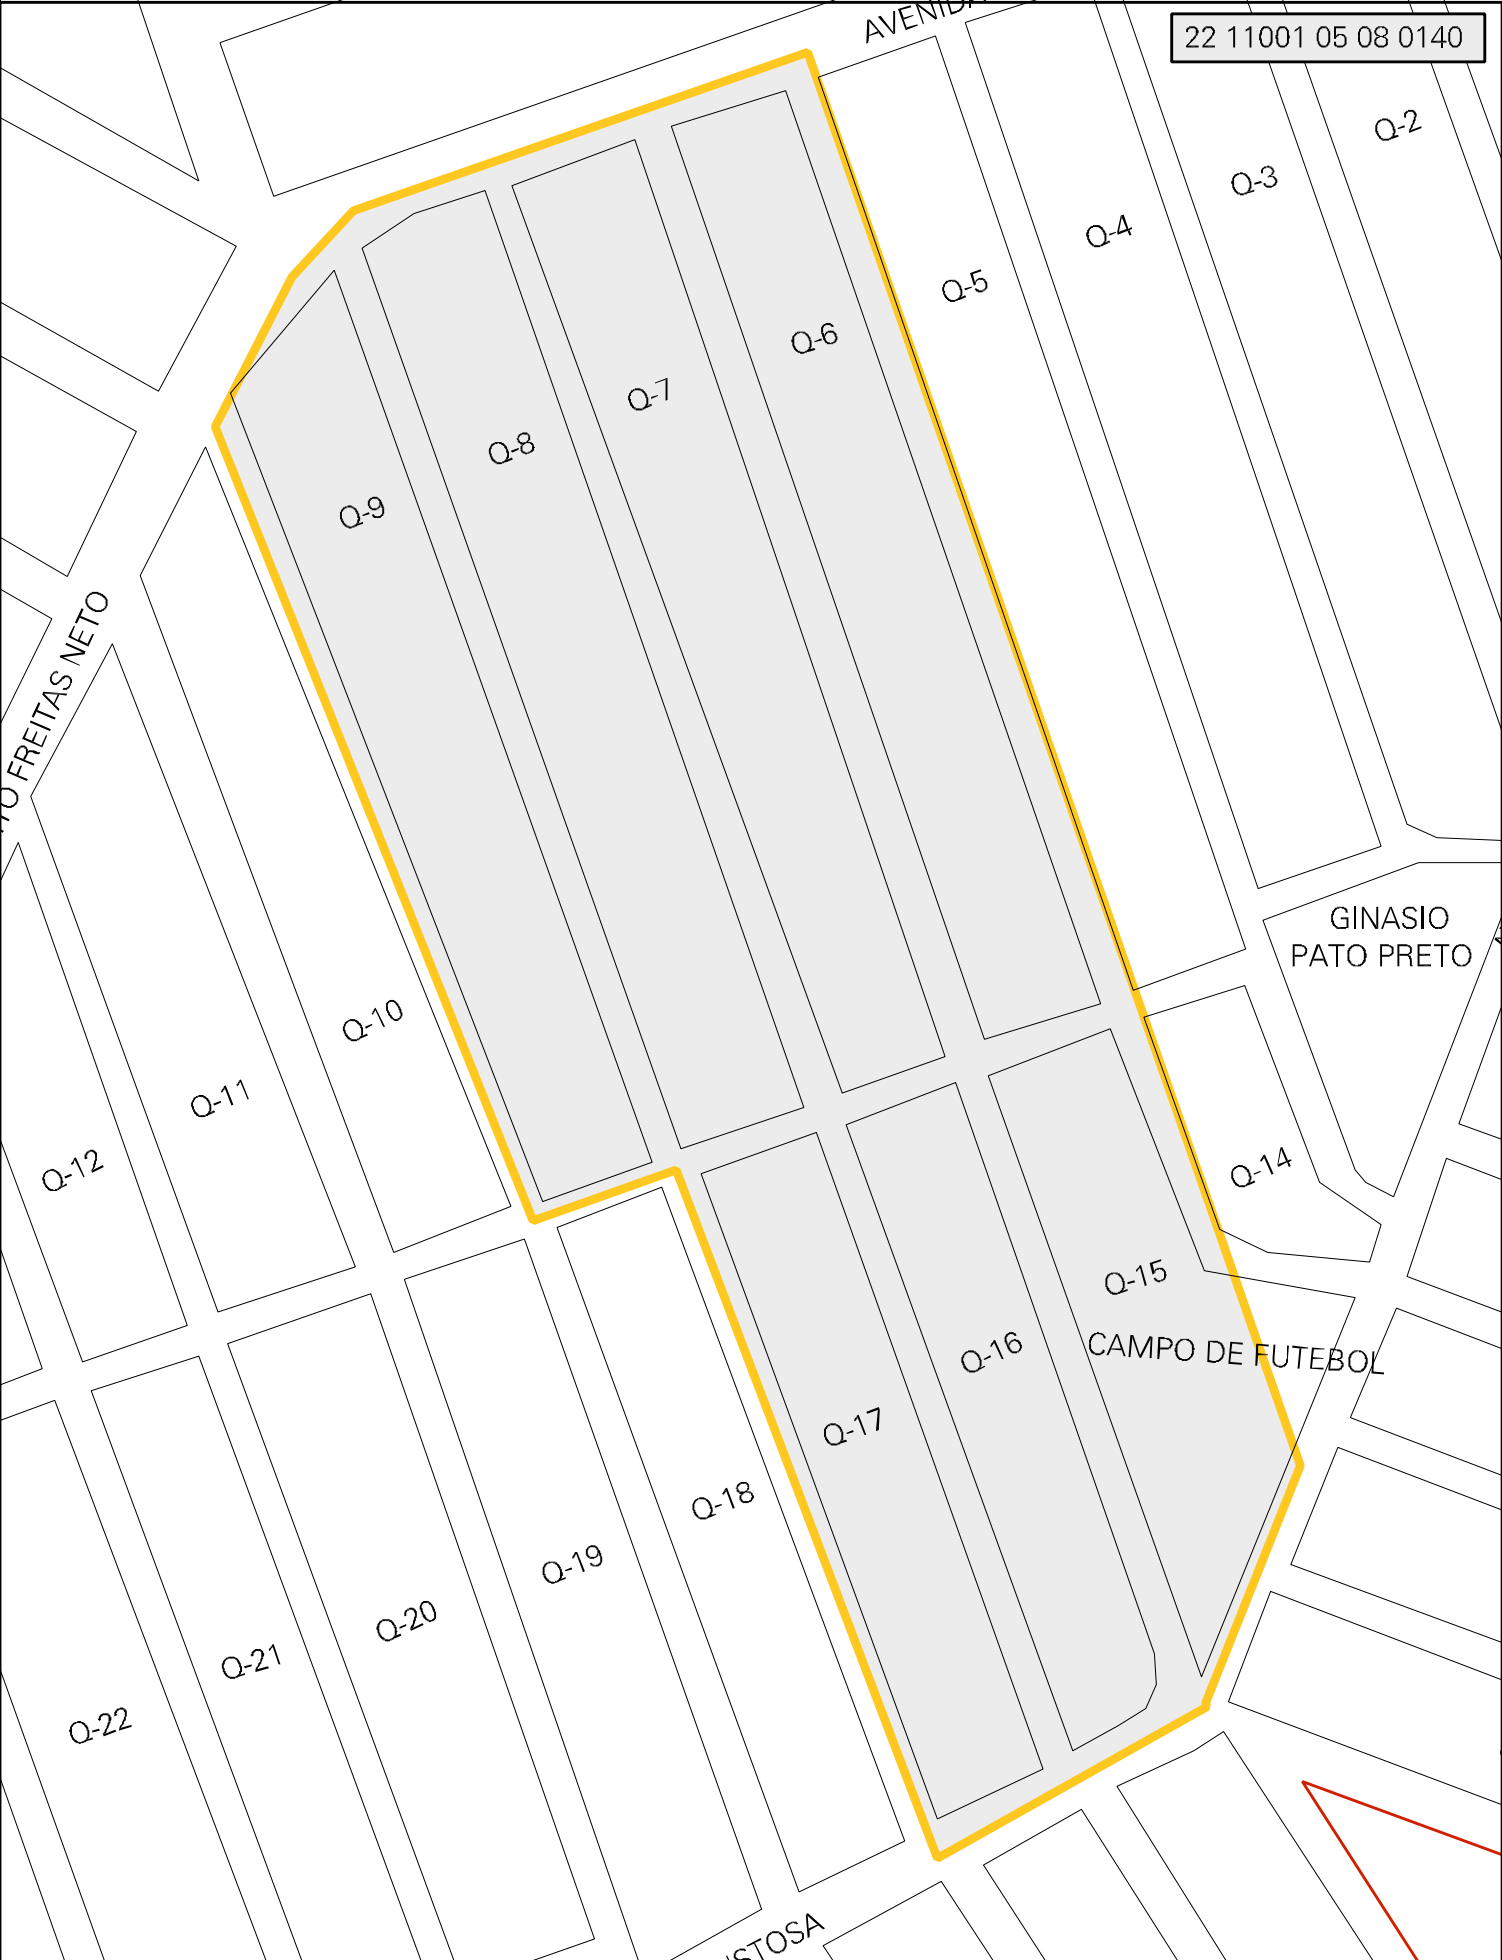 AVENIDA
22 11001 05 08 0140
Q-2
Q-3
Q-4
Q-5
Q-6
Q-7
Q-8
Q-9
FREITAS NETO
GINASIO
PATO PRETO
Q-10
Q-11
Q-12
Q-14
Q-15
CAMPO DE FUTEBOL
Q-16
Q-17
Q-18
Q-19
Q-20
Q-21
Q-22
STOSA